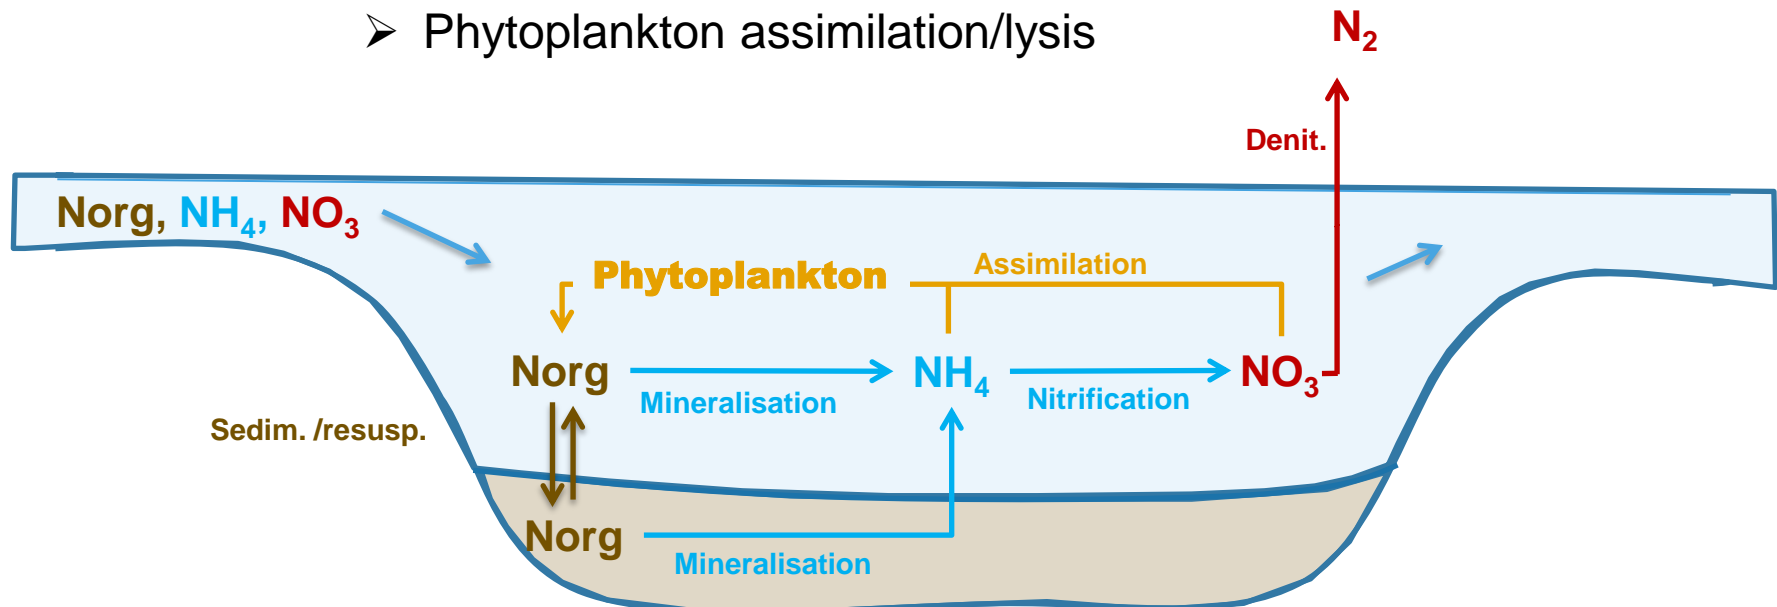 ➢ Phytoplankton assimilation/lysis
N₂
Denit.
Norg, NH₄, NO₃
Phytoplankton
Assimilation
Norg
NH₄
NO₃
Mineralisation
Nitrification
Sedim. /resusp.
Norg
Mineralisation